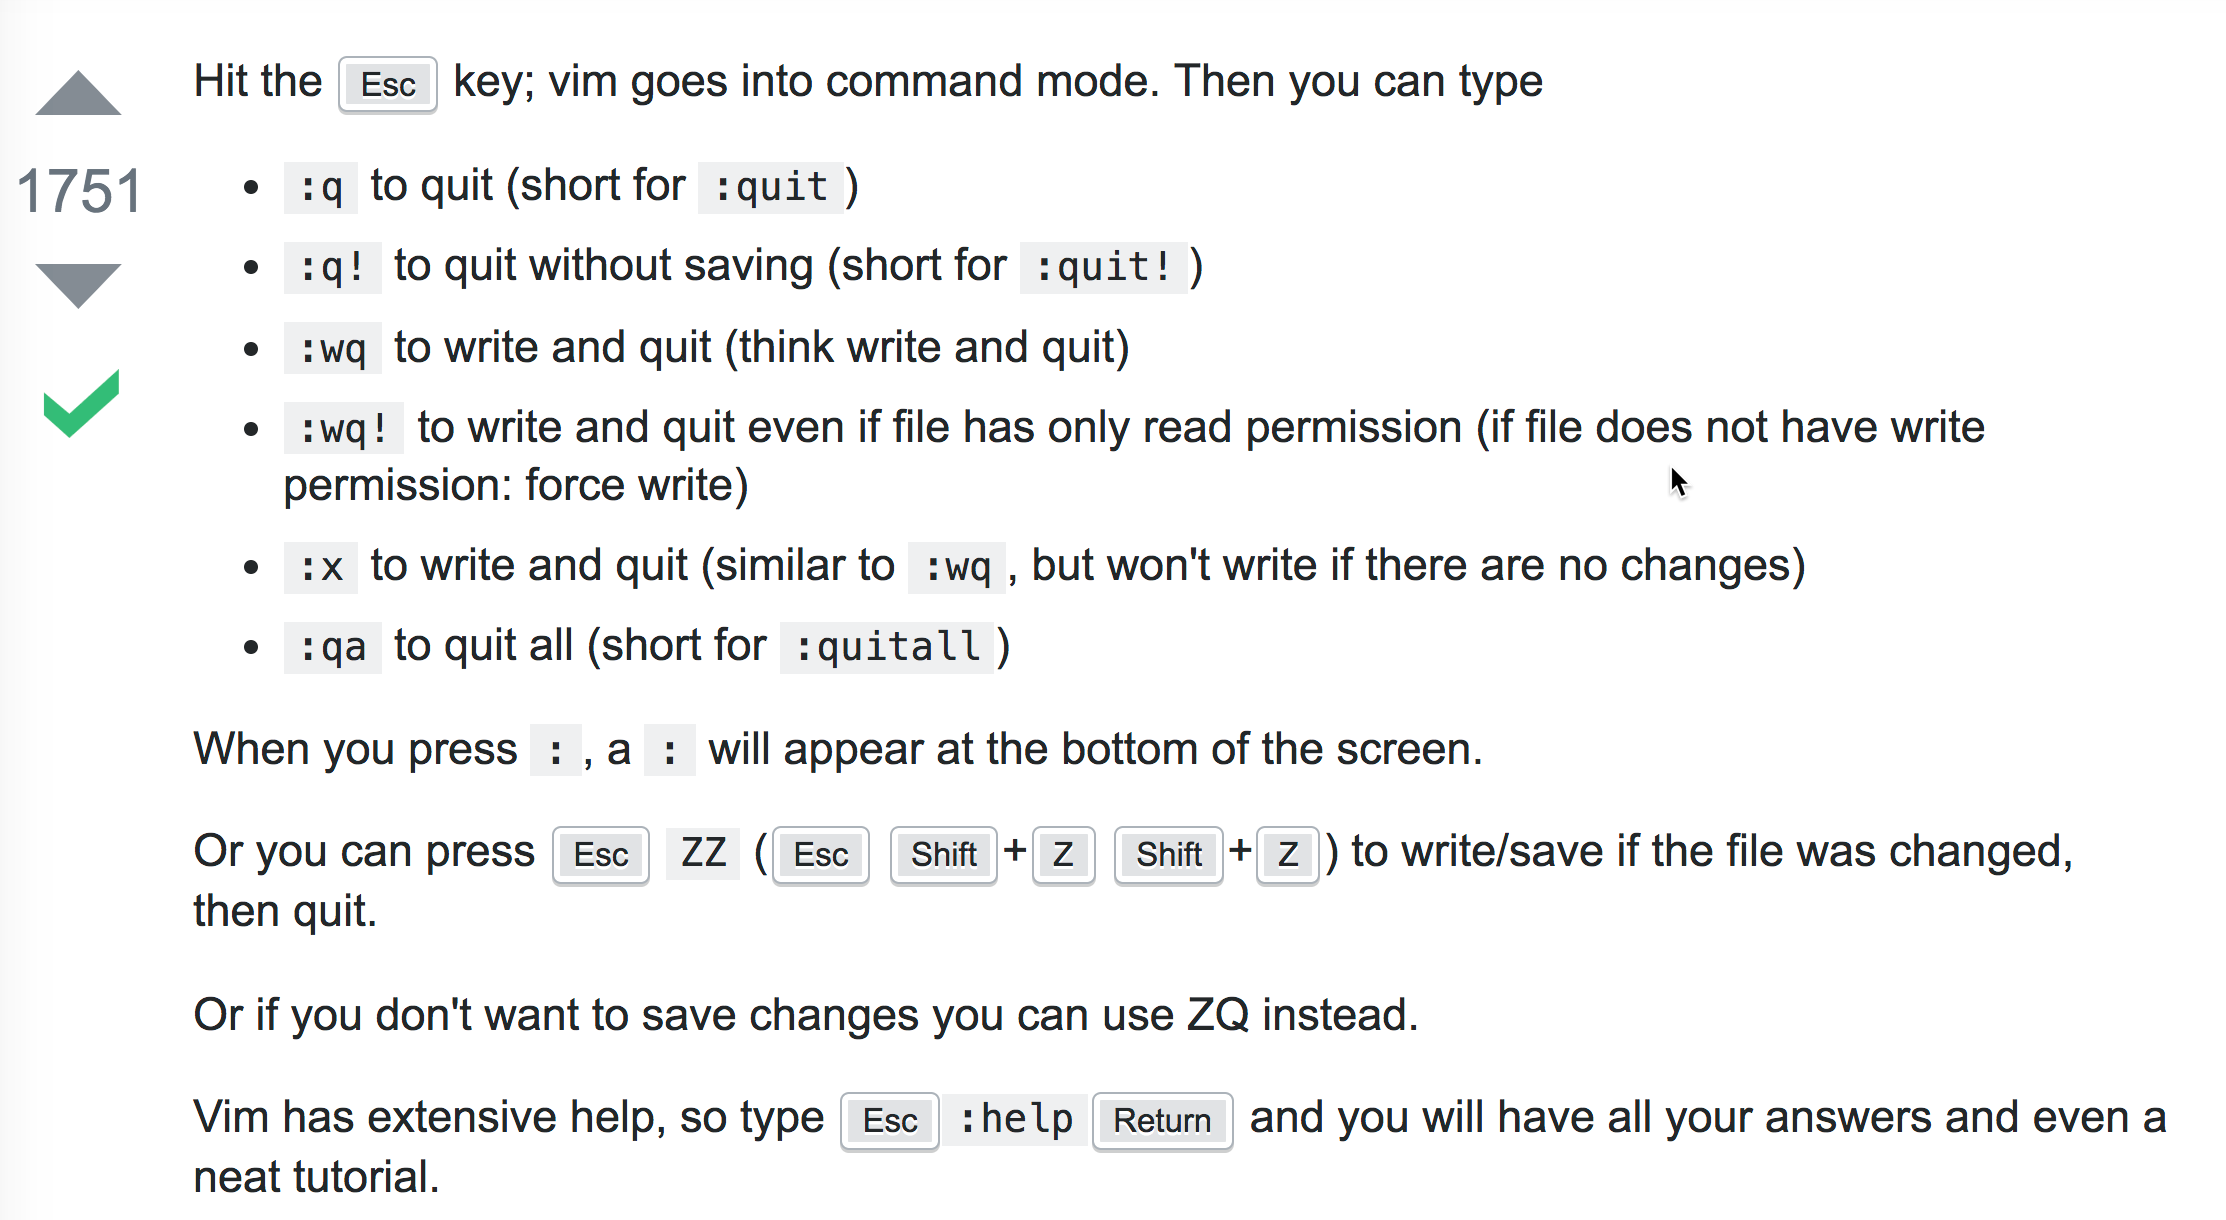 Hit the Esc key; vim goes into command mode. Then you can type
1751
:q to quit (short for :quit)
:q! to quit without saving (short for :quit!)
:wq to write and quit (think write and quit)
:wq! to write and quit even if file has only read permission (if file does not have write
permission: force write)
:x to write and quit (similar to :wq, but won't write if there are no changes)
:qa to quit all (short for :quitall)
When you press :, a : will appear at the bottom of the screen.
Or you can press Esc ZZ (Esc Shift+Z Shift+Z) to write/save if the file was changed,
then quit.
Or if you don't want to save changes you can use ZQ instead.
Vim has extensive help, so type Esc :help Return and you will have all your answers and even a
neat tutorial.